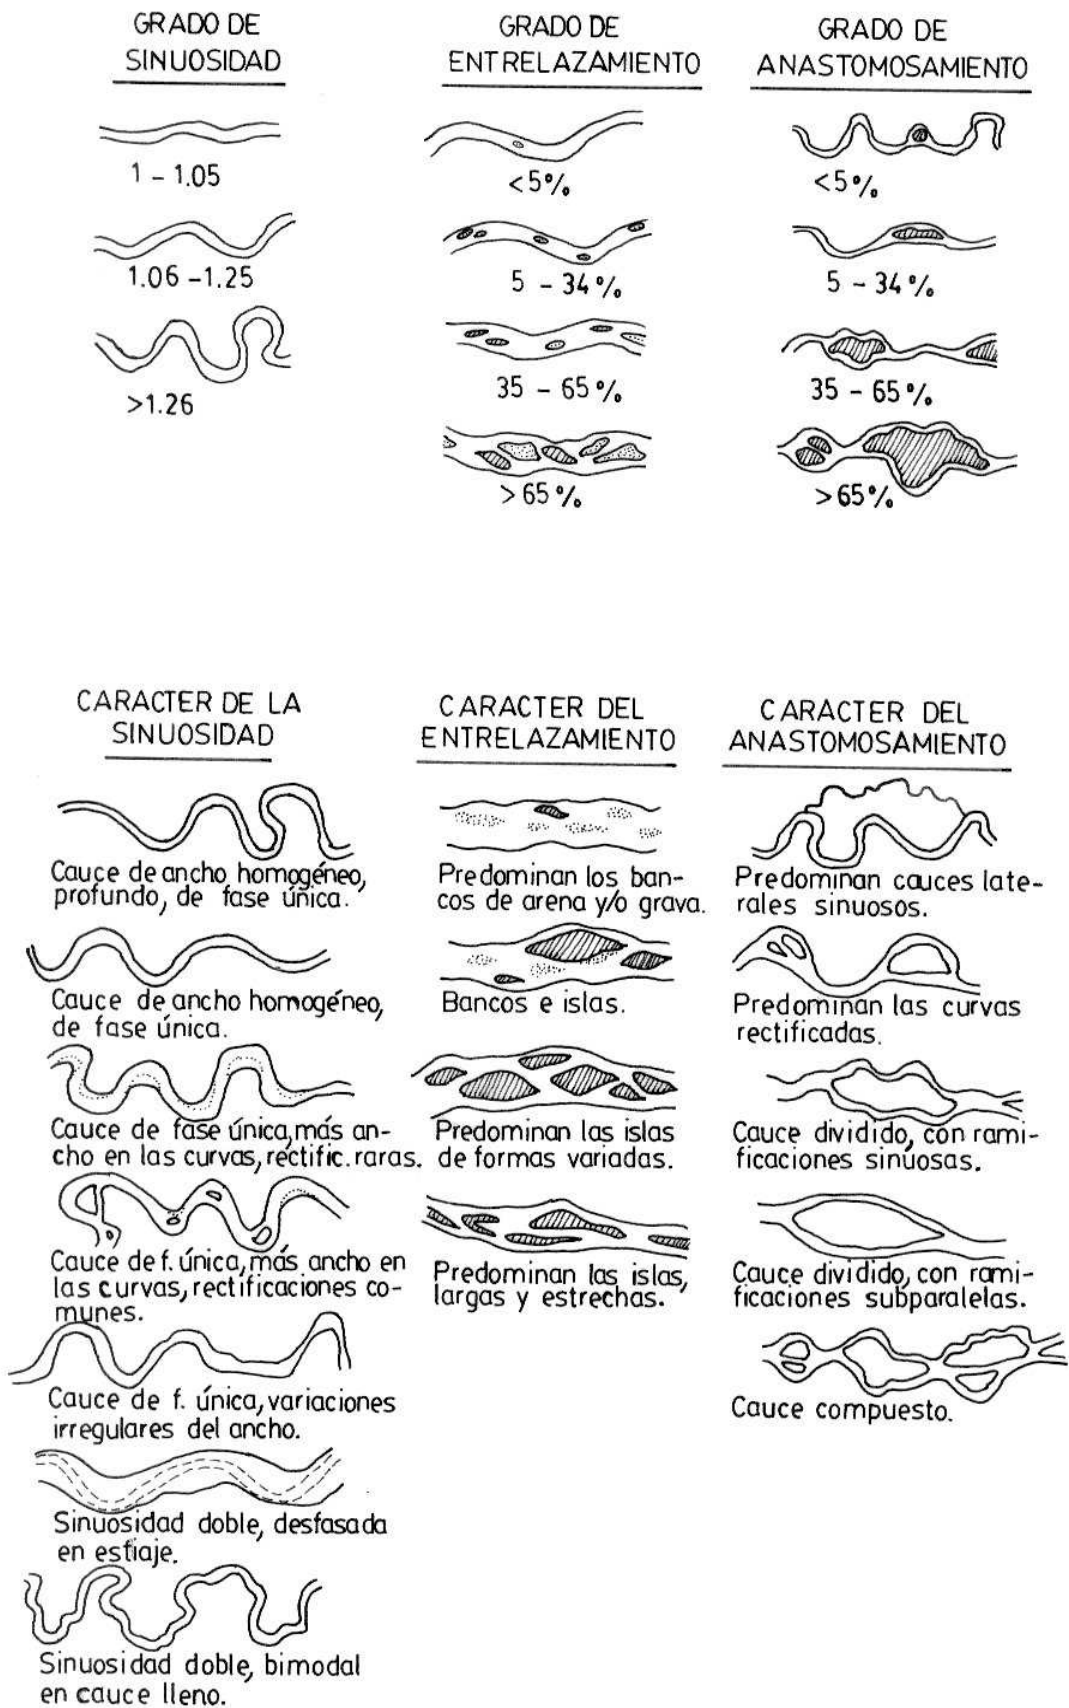 GRADO DE
SINUOSIDAD
1 - 1.05
1.06 - 1.25
>1.26
GRADO DE
ENTRELAZAMIENTO
<5%
5 - 34%
35 - 65%
>65%
GRADO DE
ANASTOMOSAMIENTO
<5%
5 - 34%
35 - 65%
>65%
CARACTER DE LA
SINUOSIDAD
Cauce de ancho homogéneo,
profundo, de fase única.
Cauce de ancho homogéneo,
de fase única.
Cauce de fase única, más an-
cho en las curvas, rectific. raras.
Cauce de f. única, más ancho en
las curvas, rectificaciones co-
munes.
Cauce de f. única, variaciones
irregulares del ancho.
Sinuosidad doble, desfasada
en estiaje.
Sinuosidad doble, bimodal
en cauce lleno.
CARACTER DEL
ENTRELAZAMIENTO
Predominan los ban-
cos de arena y/o grava.
Bancos e islas.
Predominan las islas
de formas variadas.
Predominan las islas,
largas y estrechas.
CARACTER DEL
ANASTOMOSAMIENTO
Predominan cauces late-
rales sinuosos.
Predominan las curvas
rectificadas.
Cauce dividido, con rami-
ficaciones sinuosas.
Cauce dividido, con rami-
ficaciones subparalelas.
Cauce compuesto.